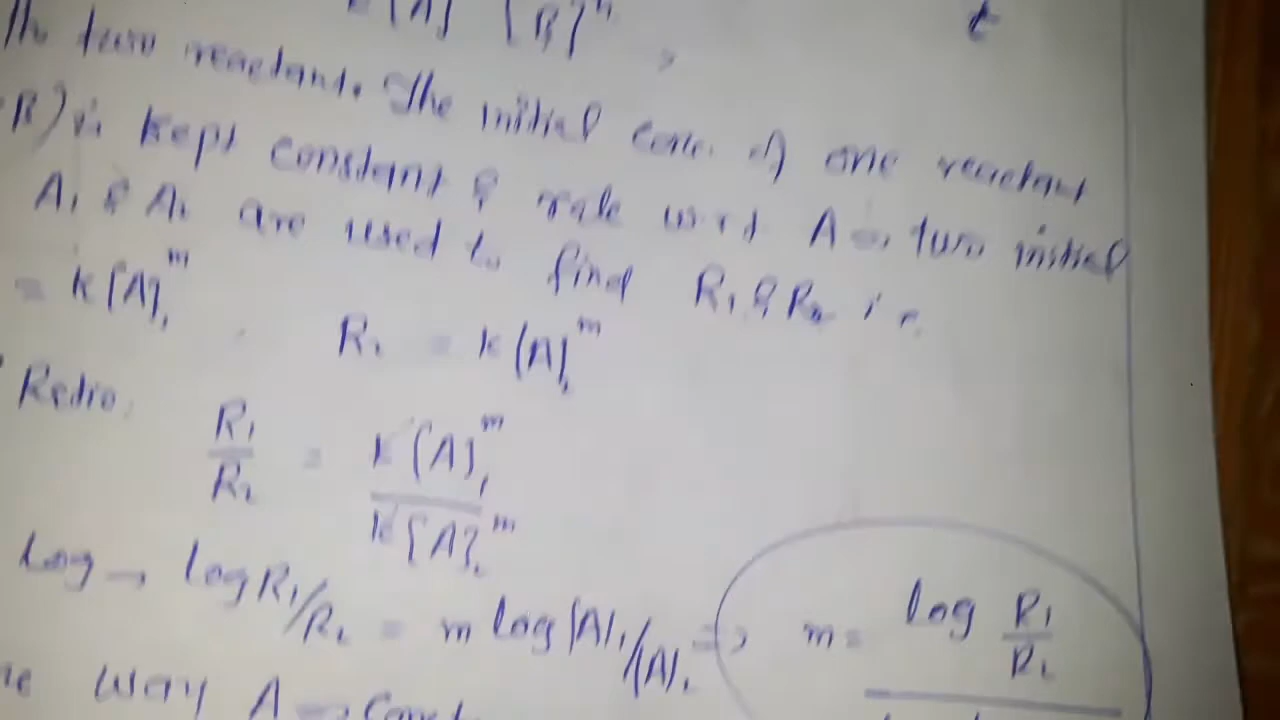 k[A] [B]ⁿ, t
The two reactant. The initial conc. of one reactant
B) is kept constant & rate w.r.t A ⇒ two initial
A₁ & A₂ are used to find R₁ & R₂ i.e.
= k[A]₁ᵐ R₂ = k[A]₂ᵐ
Retio.
R₁/R₂ = k[A]₁ᵐ/k[A]₂ᵐ
Log → log R₁/R₂ = m log [A]₁/[A]₂ ⇒ m = log R₁/R₂
way A ⇒